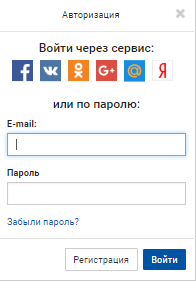 Авторизация
×
Войти через сервис:
f
G+
@
Я
или по паролю:
E-mail:
Пароль
Забыли пароль?
Регистрация
Войти